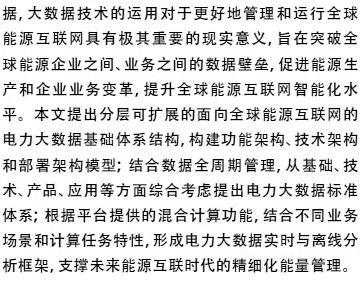 据，大数据技术的运用对于更好地管理和运行全球
能源互联网具有极其重要的现实意义，旨在突破全
球能源企业之间、业务之间的数据壁垒，促进能源生
产和企业业务变革，提升全球能源互联网智能化水
平。本文提出分层可扩展的面向全球能源互联网的
电力大数据基础体系结构，构建功能架构、技术架构
和部署架构模型；结合数据全周期管理，从基础、技
术、产品、应用等方面综合考虑提出电力大数据标准
体系；根据平台提供的混合计算功能，结合不同业务
场景和计算任务特性，形成电力大数据实时与离线分
析框架，支撑未来能源互联时代的精细化能量管理。